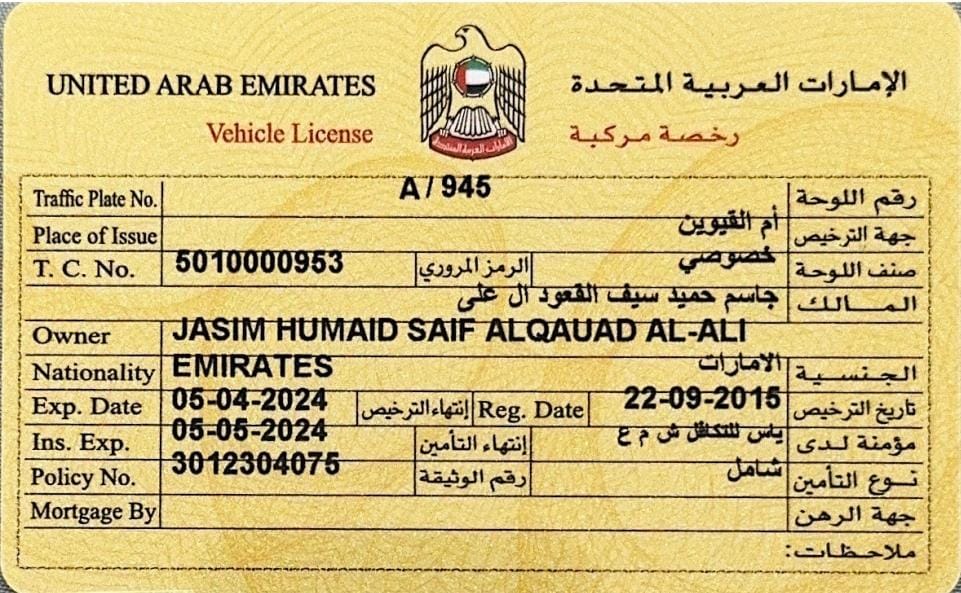 UNITED ARAB EMIRATES الإمارات العربية المتحدة
Vehicle License رخصة مركبة
الإمارات العربية المتحدة
Traffic Plate No. A / 945 رقم اللوحة
Place of Issue أم القيوين جهة الترخيص
T. C. No. 5010000953 الرمز المروري خصوصي صنف اللوحة
جاسم حميد سيف القعود ال على المالك
Owner JASIM HUMAID SAIF ALQAUAD AL-ALI
Nationality EMIRATES الامارات الجنسية
Exp. Date 05-04-2024 إنتهاء الترخيص Reg. Date 22-09-2015 تاريخ الترخيص
Ins. Exp. 05-05-2024 إنتهاء التأمين ياس للتكافل ش م ع مؤمنة لدى
Policy No. 3012304075 رقم الوثيقة شامل نوع التأمين
Mortgage By جهة الرهن
ملاحظات: